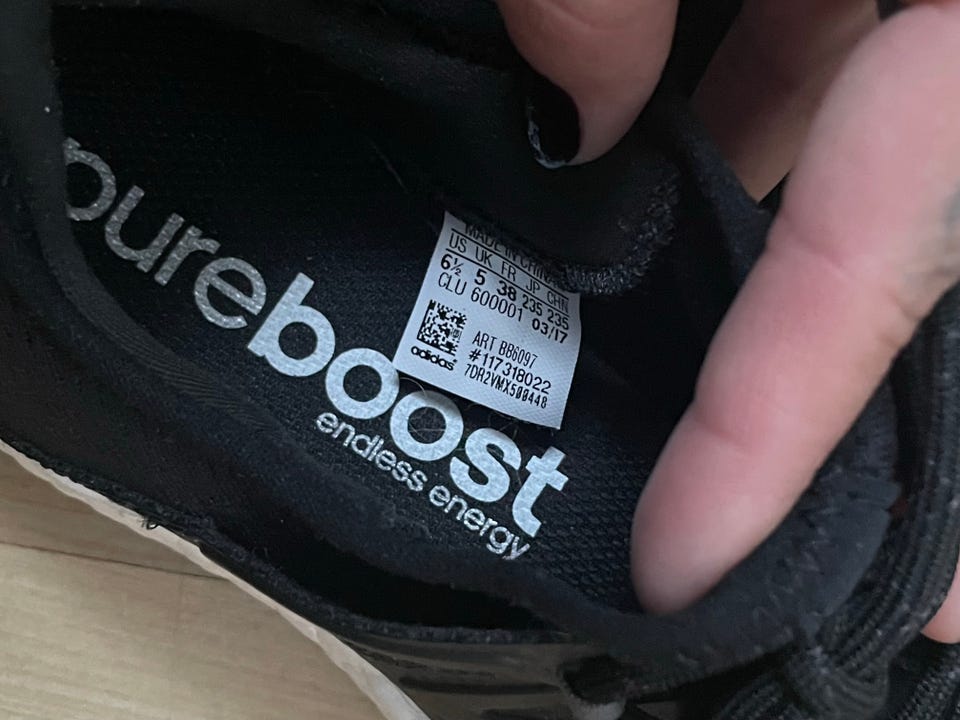 pureboost
endless energy
MADE IN CHINA
US UK FR JP CHN
6½ 5 38 235 235
CLU 600001 03/17
ART BB6097
#117318022
7DR2VMX500448
adidas